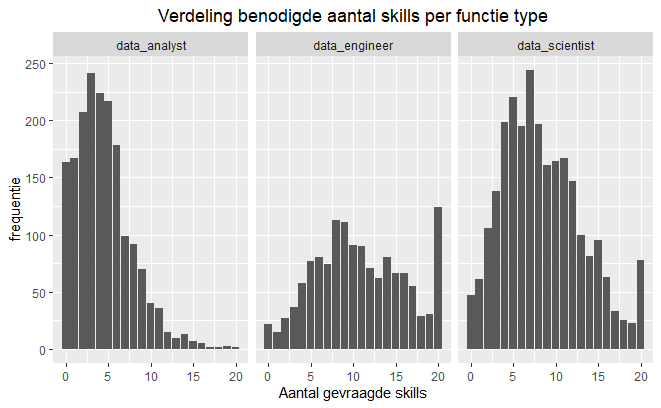 Verdeling benodigde aantal skills per functie type
data_analyst data_engineer data_scientist
250
200
150
100
50
0
frequentie
0 5 10 15 20 0 5 10 15 20 0 5 10 15 20
Aantal gevraagde skills